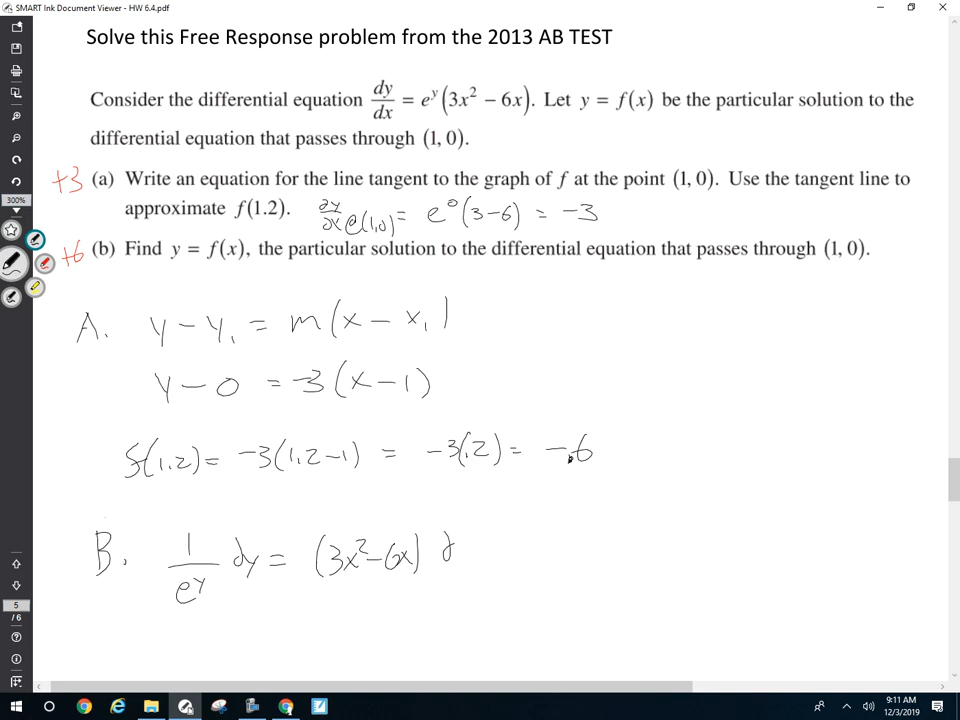 SMART Ink Document Viewer - HW 6.4.pdf
Solve this Free Response problem from the 2013 AB TEST
Consider the differential equation dy/dx = e^y(3x² − 6x). Let y = f(x) be the particular solution to the
differential equation that passes through (1, 0).
+3 (a) Write an equation for the line tangent to the graph of f at the point (1, 0). Use the tangent line to
approximate f(1.2). dy/dx @(1,0) = e⁰(3−6) = −3
+6 (b) Find y = f(x), the particular solution to the differential equation that passes through (1, 0).
300%
A. y − y₁ = m(x − x₁)
y − 0 = −3(x − 1)
f(1.2) = −3(1.2−1) = −3(.2) = −.6
B. 1/e^y dy = (3x²−6x) d
5
/ 6
9:11 AM
12/3/2019